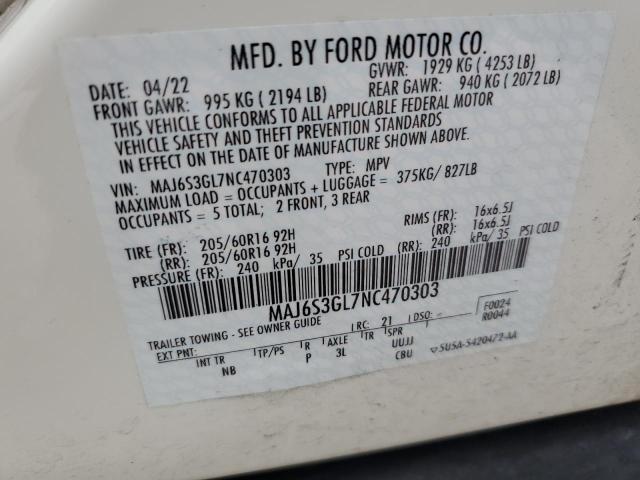 MFD. BY FORD MOTOR CO.
DATE: 04/22 GVWR: 1929 KG ( 4253 LB)
FRONT GAWR: 995 KG ( 2194 LB) REAR GAWR: 940 KG ( 2072 LB)
THIS VEHICLE CONFORMS TO ALL APPLICABLE FEDERAL MOTOR
VEHICLE SAFETY AND THEFT PREVENTION STANDARDS
IN EFFECT ON THE DATE OF MANUFACTURE SHOWN ABOVE.
VIN: MAJ6S3GL7NC470303 TYPE: MPV
MAXIMUM LOAD = OCCUPANTS + LUGGAGE = 375KG/ 827LB
OCCUPANTS = 5 TOTAL; 2 FRONT, 3 REAR
TIRE (FR): 205/60R16 92H RIMS (FR): 16x6.5J
(RR): 205/60R16 92H (RR): 16x6.5J
PRESSURE (FR): 240 kPa/ 35 PSI COLD (RR): 240 kPa/ 35 PSI COLD
MAJ6S3GL7NC470303
TRAILER TOWING - SEE OWNER GUIDE F0024
R0044
EXT PNT: RC: 21 DSO:
INT TR TP/PS R AXLE TR SPR
NB P 3L UUJJ
CBU SU5A-5420472-AA